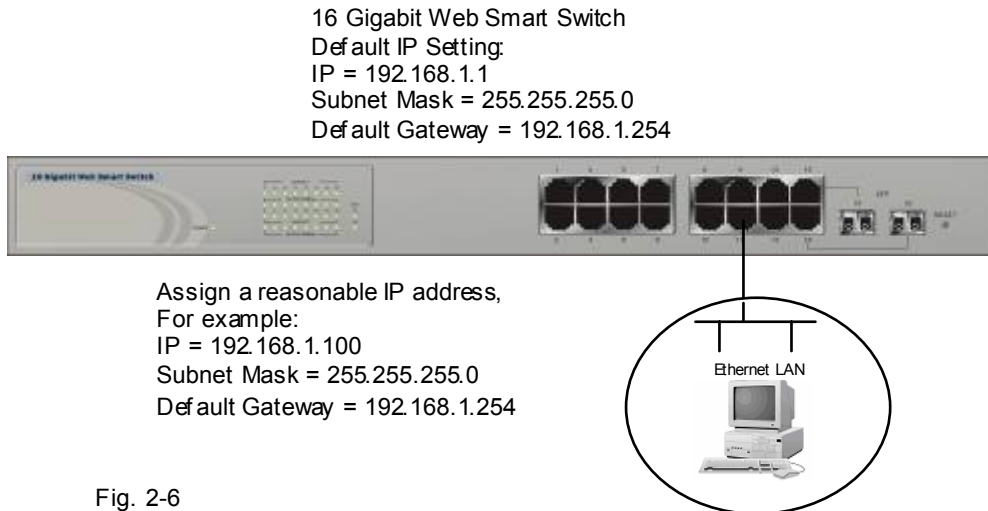 16 Gigabit Web Smart Switch
Default IP Setting:
IP = 192.168.1.1
Subnet Mask = 255.255.255.0
Default Gateway = 192.168.1.254
16 Gigabit Web Smart Switch
Assign a reasonable IP address,
For example:
IP = 192.168.1.100
Subnet Mask = 255.255.255.0
Default Gateway = 192.168.1.254
Ethernet LAN
Fig. 2-6